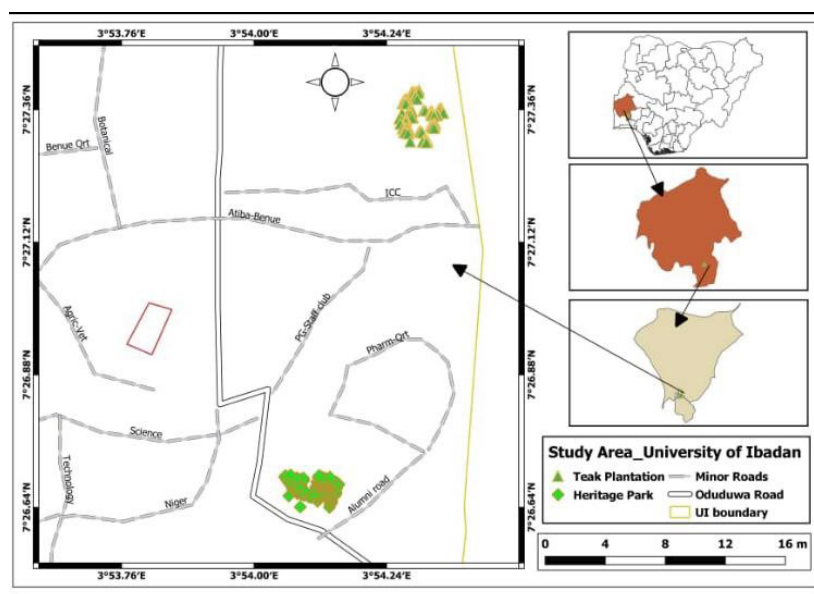 3°53.76′E 3°54.00′E 3°54.24′E
7°27.36′N
7°27.36′N
Botanical
Benue Qrt
ICC
Atiba-Benue
7°27.12′N
7°27.12′N
Agric-Vet
PG-Staff club
Pharm-Qrt
7°26.88′N
7°26.88′N
Science
Technology
Niger
Alumni road
7°26.64′N
7°26.64′N
3°53.76′E 3°54.00′E 3°54.24′E
Study Area_University of Ibadan
Teak Plantation Minor Roads
Heritage Park Oduduwa Road
UI boundary
0 4 8 12 16 m